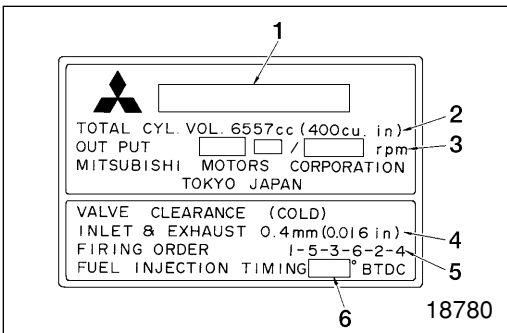 1
TOTAL CYL. VOL. 6557cc (400cu. in) 2
OUT PUT / rpm 3
MITSUBISHI MOTORS CORPORATION
TOKYO JAPAN
VALVE CLEARANCE (COLD)
INLET & EXHAUST 0.4mm (0.016 in) 4
FIRING ORDER 1-5-3-6-2-4 5
FUEL INJECTION TIMING ° BTDC
6
18780